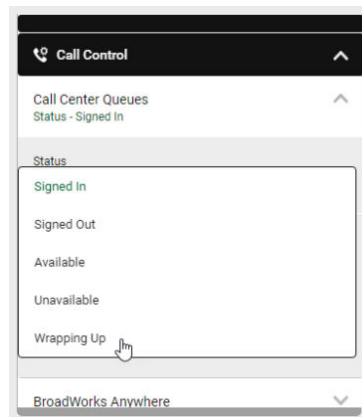 Call Control
Call Center Queues
Status - Signed In
Status
Signed In
Signed Out
Available
Unavailable
Wrapping Up
BroadWorks Anywhere